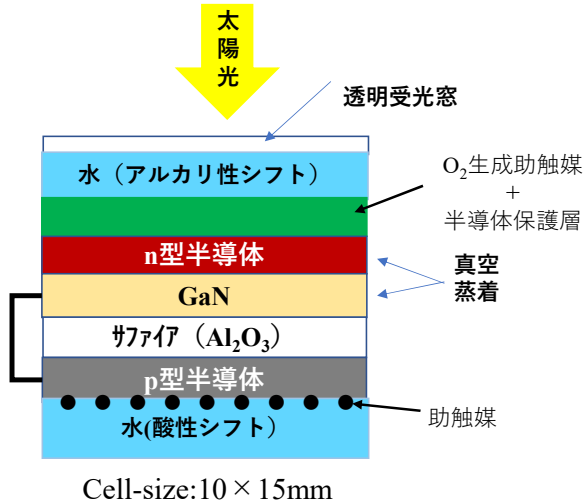 太
陽
光
透明受光窓
水（アルカリ性シフト）
O₂生成助触媒
+
半導体保護層
n型半導体
真空
蒸着
GaN
ｻﾌｧｲｱ（Al₂O₃）
p型半導体
助触媒
水(酸性シフト）
Cell-size:10×15mm